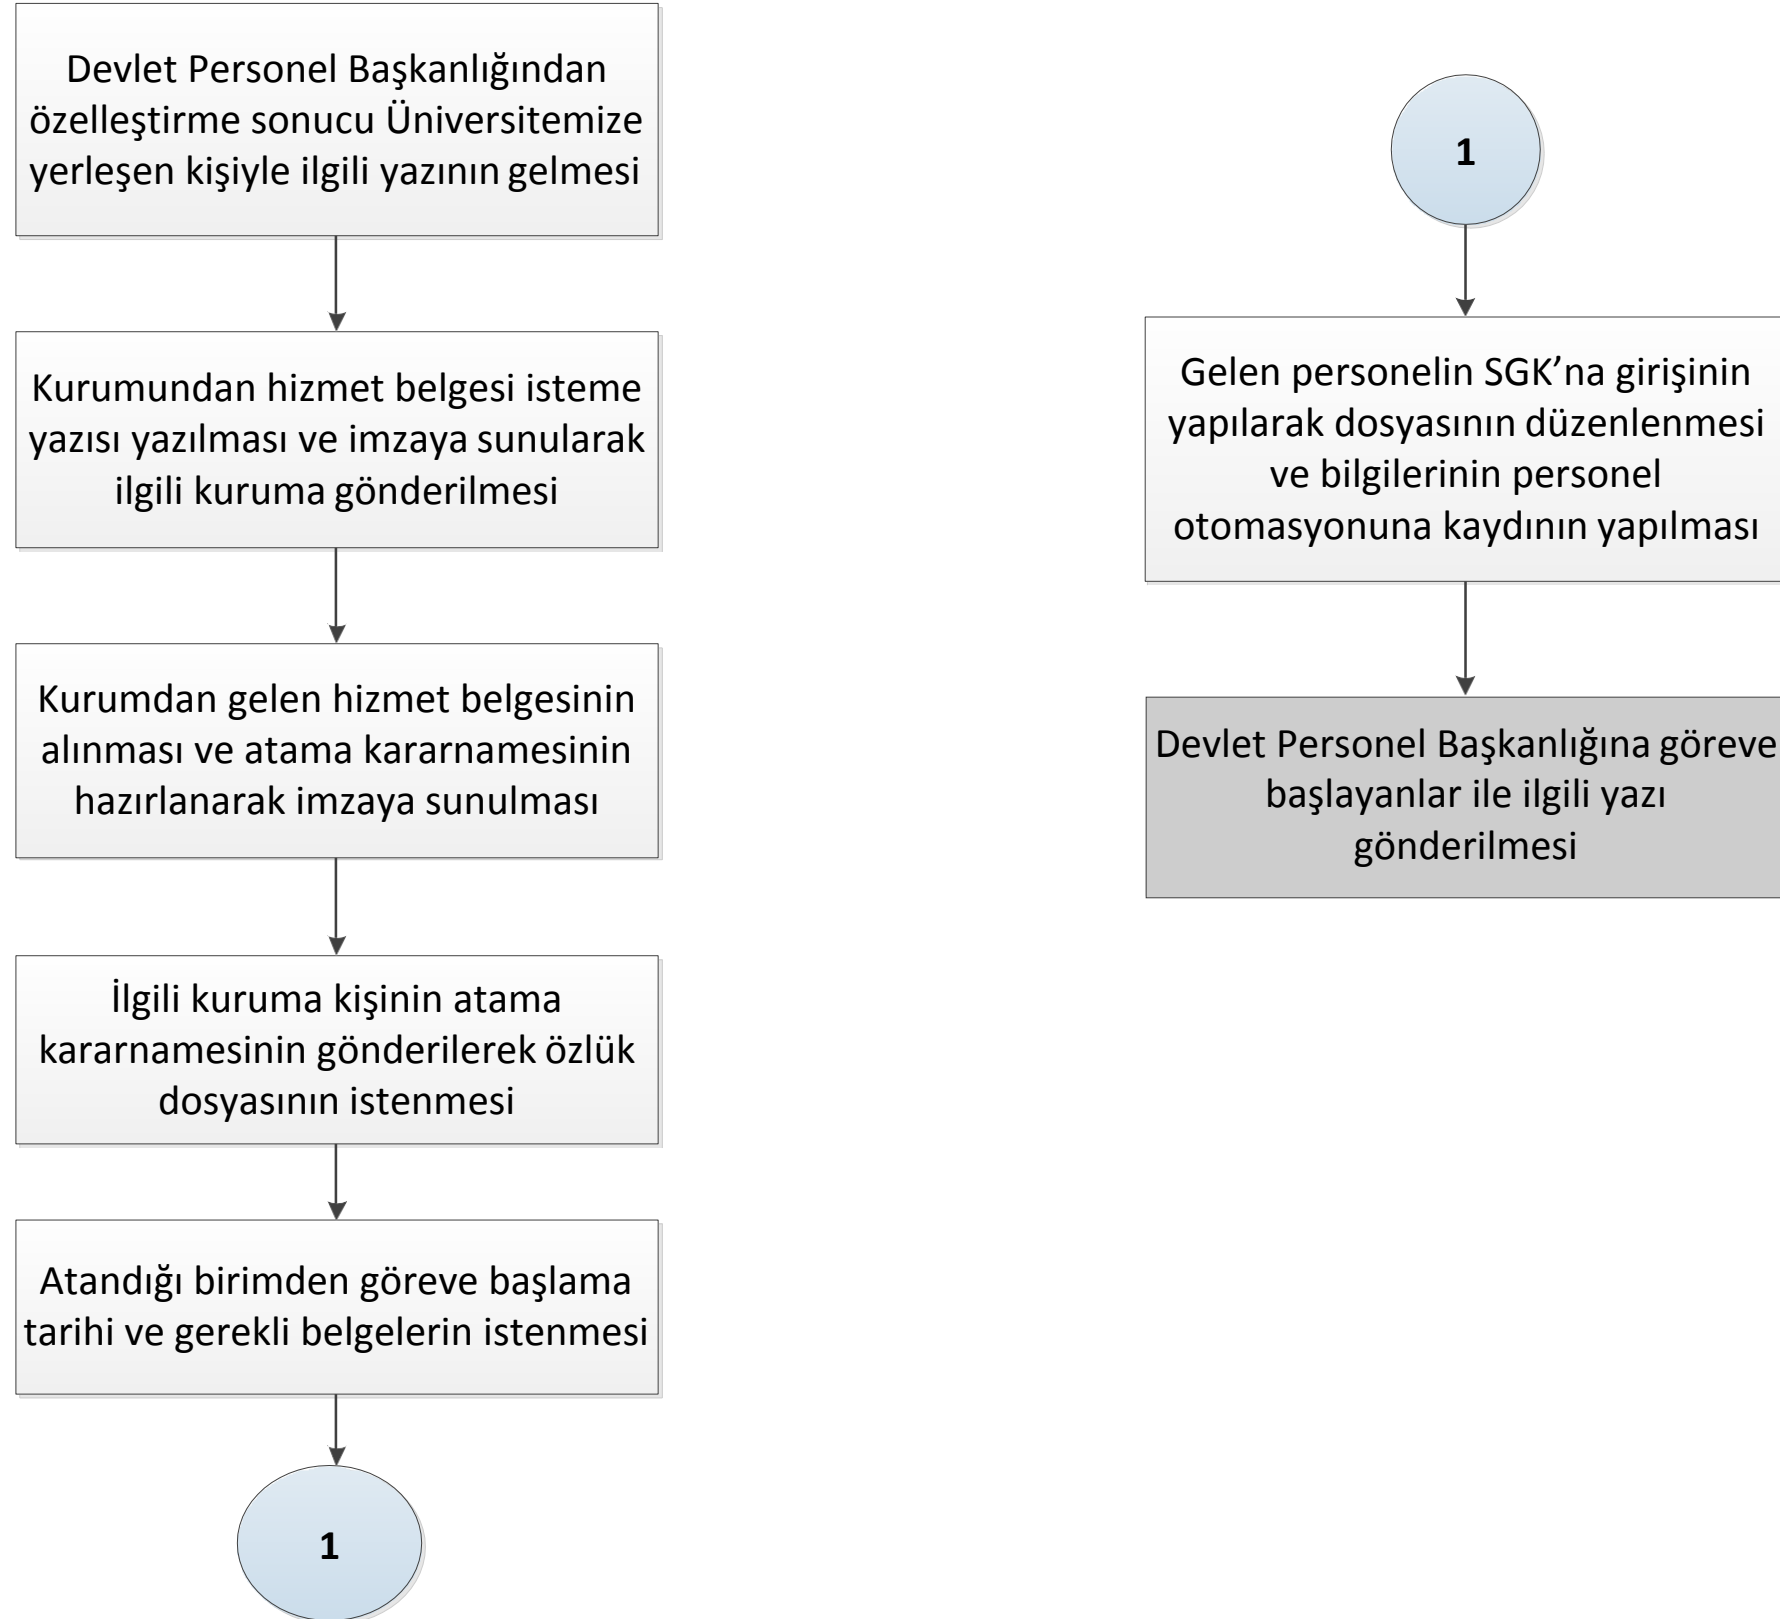 Devlet Personel Başkanlığından
özelleştirme sonucu Üniversitemize
yerleşen kişiyle ilgili yazının gelmesi
Kurumundan hizmet belgesi isteme
yazısı yazılması ve imzaya sunularak
ilgili kuruma gönderilmesi
Kurumdan gelen hizmet belgesinin
alınması ve atama kararnamesinin
hazırlanarak imzaya sunulması
İlgili kuruma kişinin atama
kararnamesinin gönderilerek özlük
dosyasının istenmesi
Atandığı birimden göreve başlama
tarihi ve gerekli belgelerin istenmesi
1
1
Gelen personelin SGK’na girişinin
yapılarak dosyasının düzenlenmesi
ve bilgilerinin personel
otomasyonuna kaydının yapılması
Devlet Personel Başkanlığına göreve
başlayanlar ile ilgili yazı
gönderilmesi